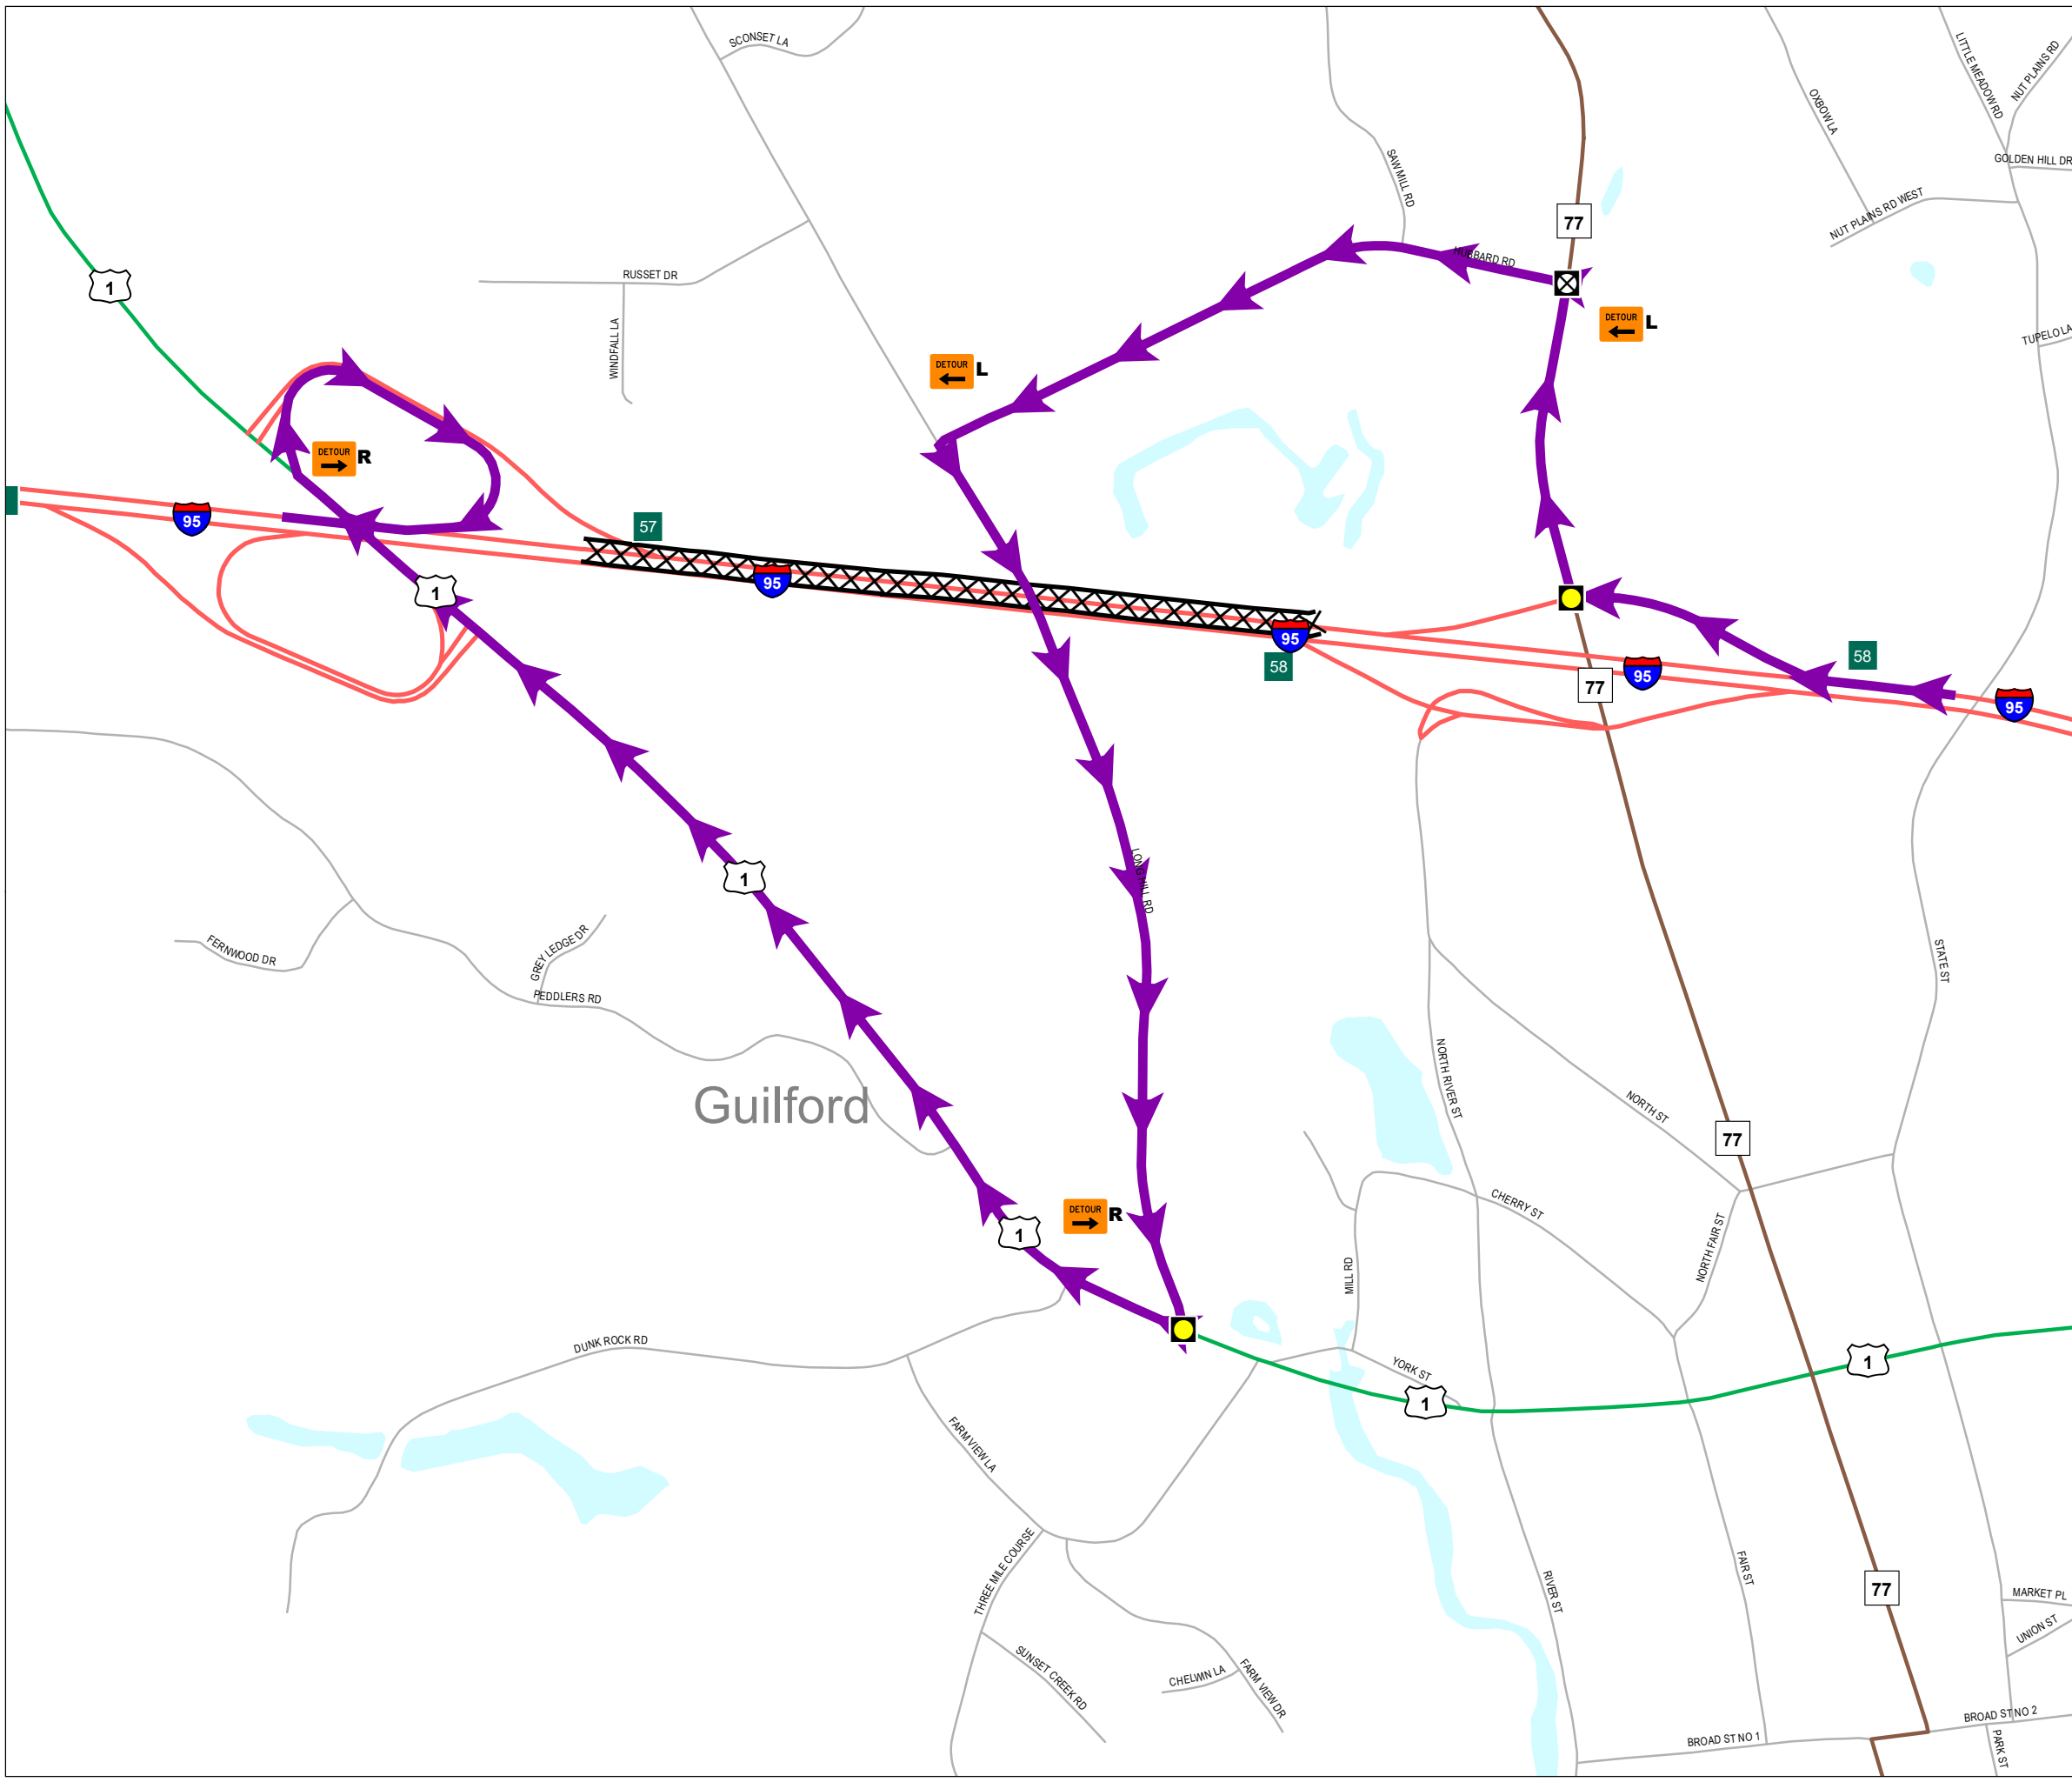 SCONSET LA
LITTLE MEADOW RD
NUT PLAINS RD
OXBOW LA
GOLDEN HILL DR
SAW MILL RD
NUT PLAINS RD WEST
77
HUBBARD RD
RUSSET DR
1
WINDFALL LA
DETOUR
L
TUPELO LA
DETOUR
L
DETOUR
R
95
57
95
1
95
58
58
95
77
95
LONG HILL RD
1
FERNWOOD DR
GREY LEDGE DR
PEDDLERS RD
STATE ST
NORTH RIVER ST
Guilford
NORTH ST
77
CHERRY ST
DETOUR
R
1
NORTH FAIR ST
MILL RD
DUNK ROCK RD
YORK ST
1
1
FARM VIEW LA
THREE MILE COURSE
RIVER ST
FAIR ST
77
MARKET PL
UNION ST
SUNSET CREEK RD
CHELWN LA
FARM VIEW DR
BROAD ST NO 1
BROAD ST NO 2
PARK ST